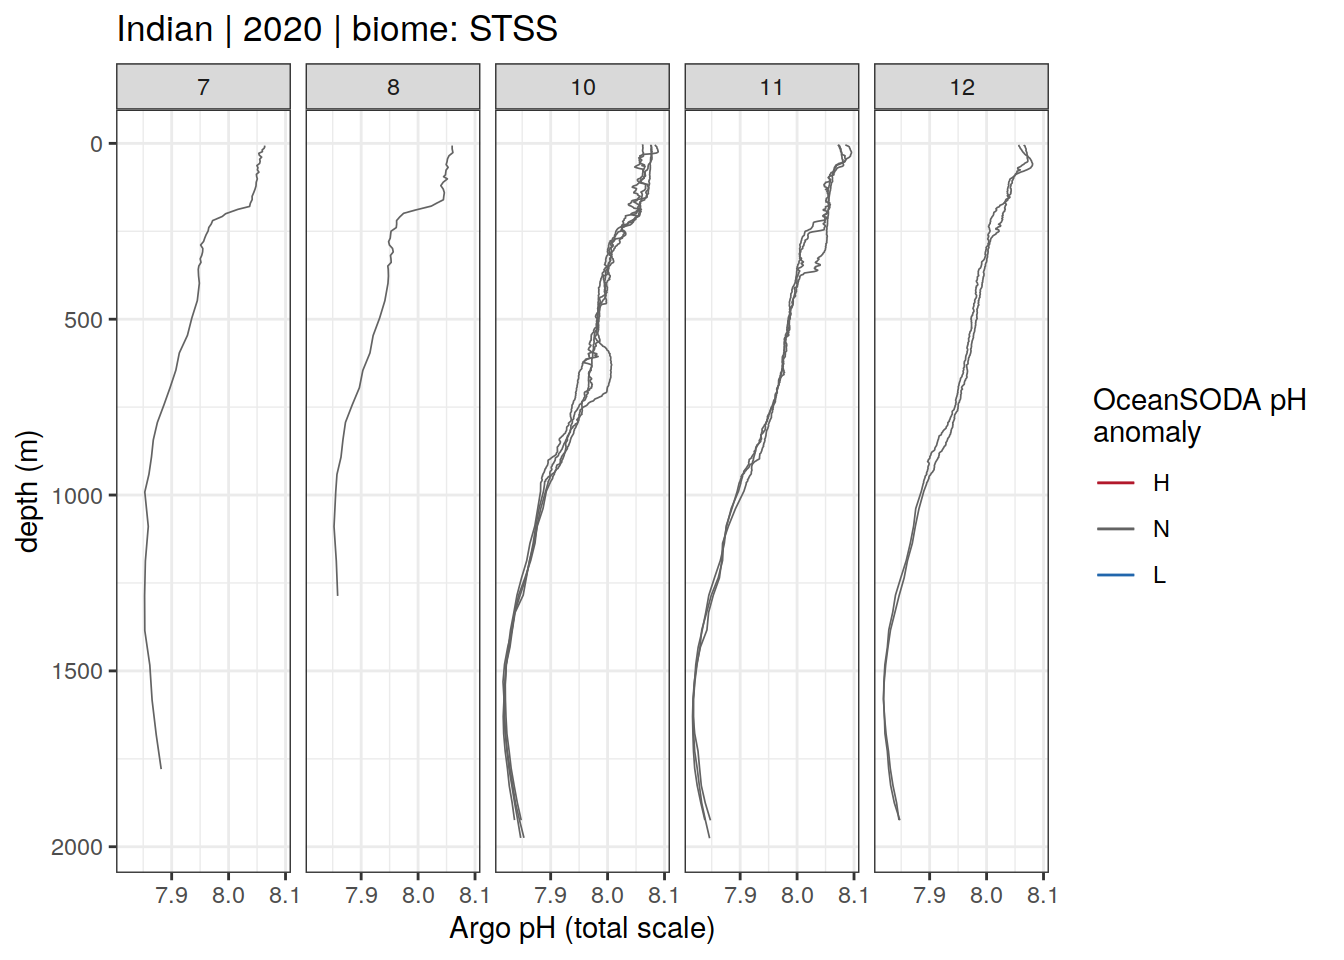 Indian | 2020 | biome: STSS
7 8 10 11 12
0
500
1000
1500
2000
depth (m)
7.9 8.0 8.1 7.9 8.0 8.1 7.9 8.0 8.1 7.9 8.0 8.1 7.9 8.0 8.1
Argo pH (total scale)
OceanSODA pH
anomaly
H
N
L